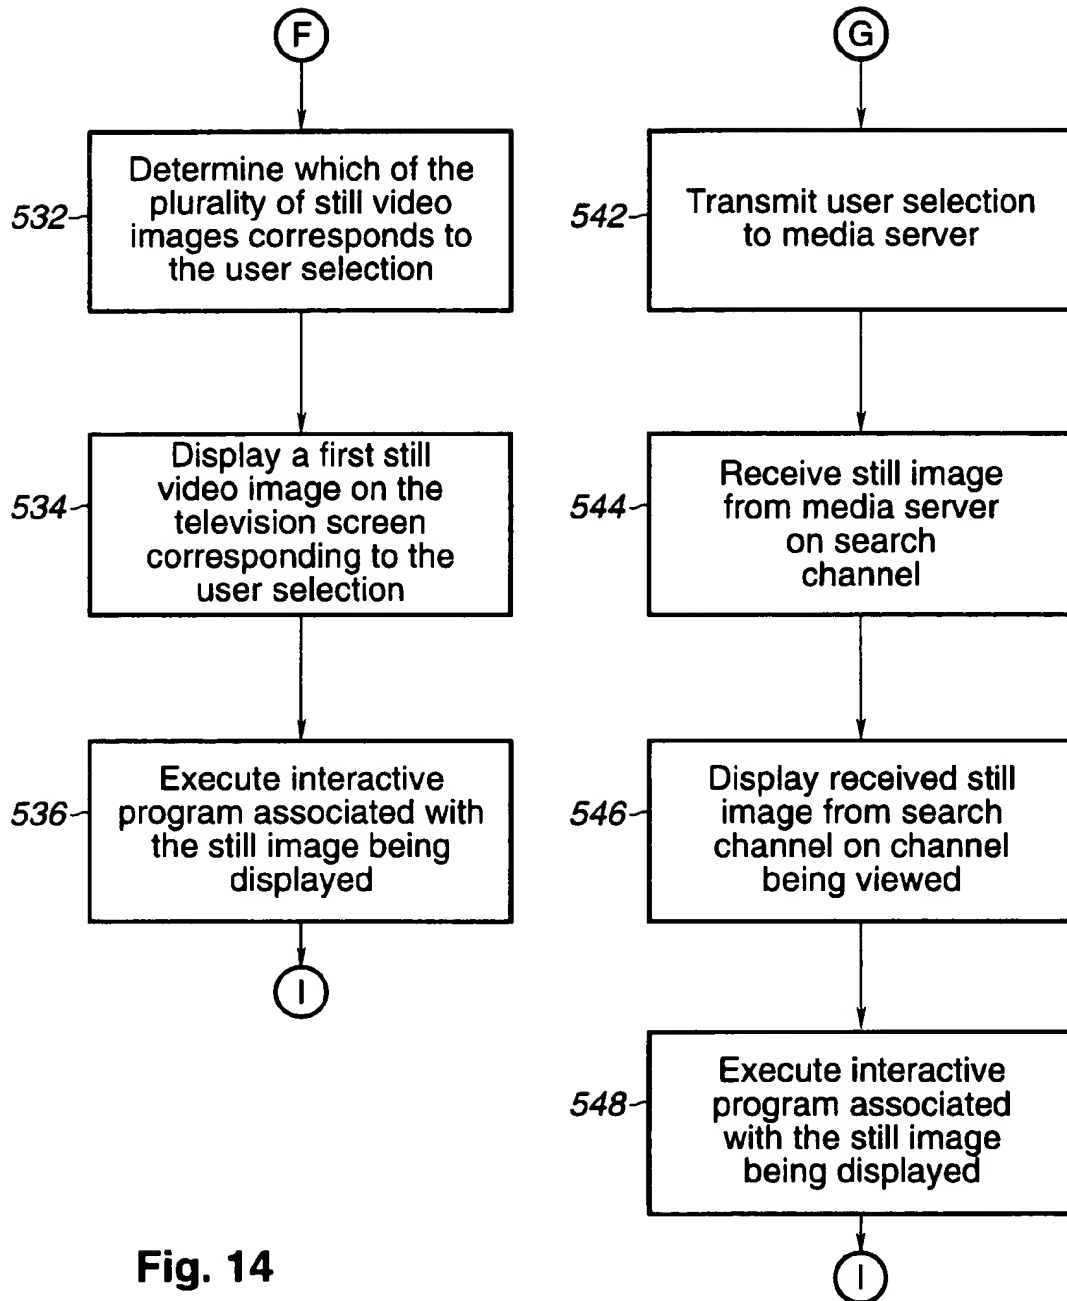 F
532
Determine which of the
plurality of still video
images corresponds to
the user selection
534
Display a first still
video image on the
television screen
corresponding to the
user selection
536
Execute interactive
program associated with
the still image being
displayed
I
G
542
Transmit user selection
to media server
544
Receive still image
from media server
on search
channel
546
Display received still
image from search
channel on channel
being viewed
548
Execute interactive
program associated
with the still image
being displayed
I
Fig. 14